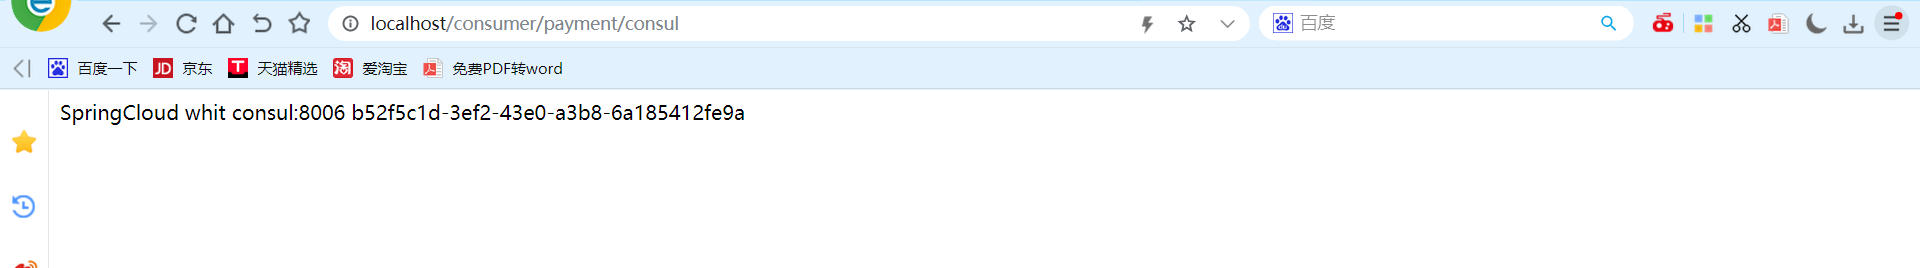 localhost/consumer/payment/consul
百度
百度一下 JD 京东 T 天猫精选 淘 爱淘宝 免费PDF转word
SpringCloud whit consul:8006 b52f5c1d-3ef2-43e0-a3b8-6a185412fe9a